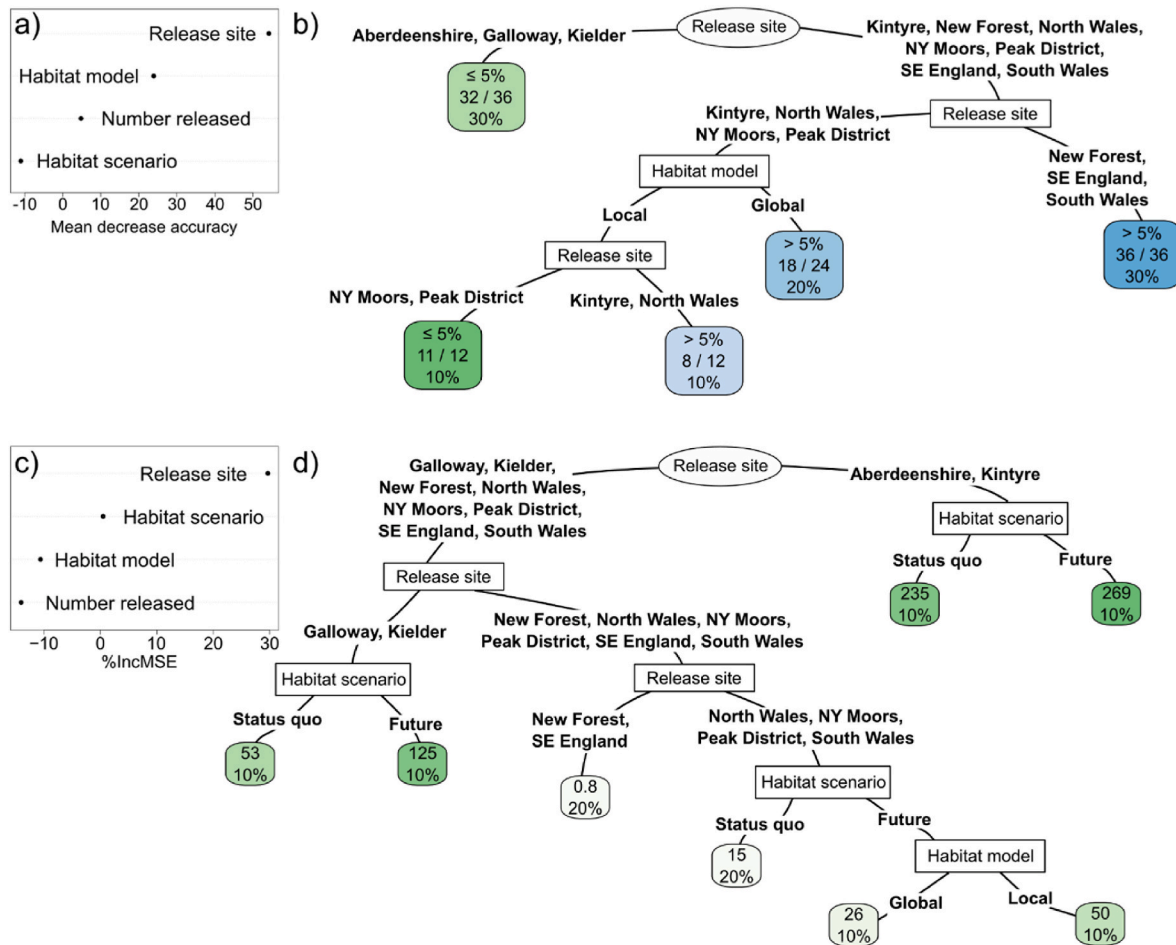 a)
Release site
Habitat model
Number released
Habitat scenario
-10 0 10 20 30 40 50
Mean decrease accuracy
b)
Release site
Aberdeenshire, Galloway, Kielder
≤ 5%
32 / 36
30%
Kintyre, New Forest, North Wales,
NY Moors, Peak District,
SE England, South Wales
Release site
Kintyre, North Wales,
NY Moors, Peak District
Habitat model
New Forest,
SE England,
South Wales
> 5%
36 / 36
30%
Local
Global
> 5%
18 / 24
20%
Release site
NY Moors, Peak District
Kintyre, North Wales
≤ 5%
11 / 12
10%
> 5%
8 / 12
10%
c)
Release site
Habitat scenario
Habitat model
Number released
−10 0 10 20 30
%IncMSE
d)
Release site
Galloway, Kielder,
New Forest, North Wales,
NY Moors, Peak District,
SE England, South Wales
Aberdeenshire, Kintyre
Habitat scenario
Status quo
Future
235
10%
269
10%
Release site
Galloway, Kielder
New Forest, North Wales, NY Moors,
Peak District, SE England, South Wales
Habitat scenario
Status quo
Future
53
10%
125
10%
Release site
New Forest,
SE England
0.8
20%
North Wales, NY Moors,
Peak District, South Wales
Habitat scenario
Status quo
Future
15
20%
Habitat model
Global
Local
26
10%
50
10%